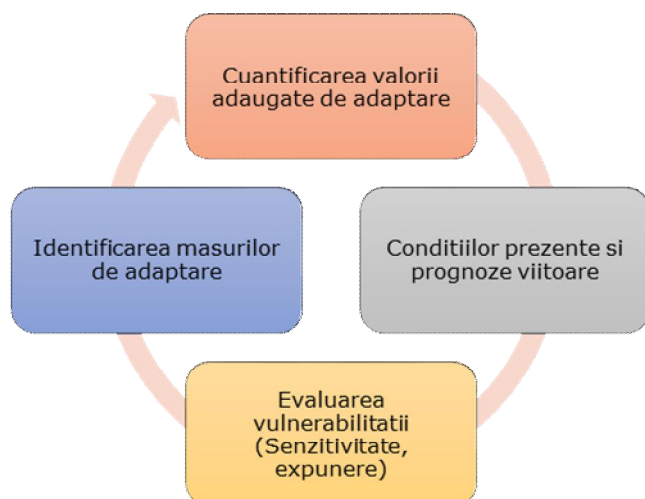 Cuantificarea valorii
adaugate de adaptare
Identificarea masurilor
de adaptare
Conditiilor prezente si
prognoze viitoare
Evaluarea
vulnerabilitatii
(Senzitivitate,
expunere)